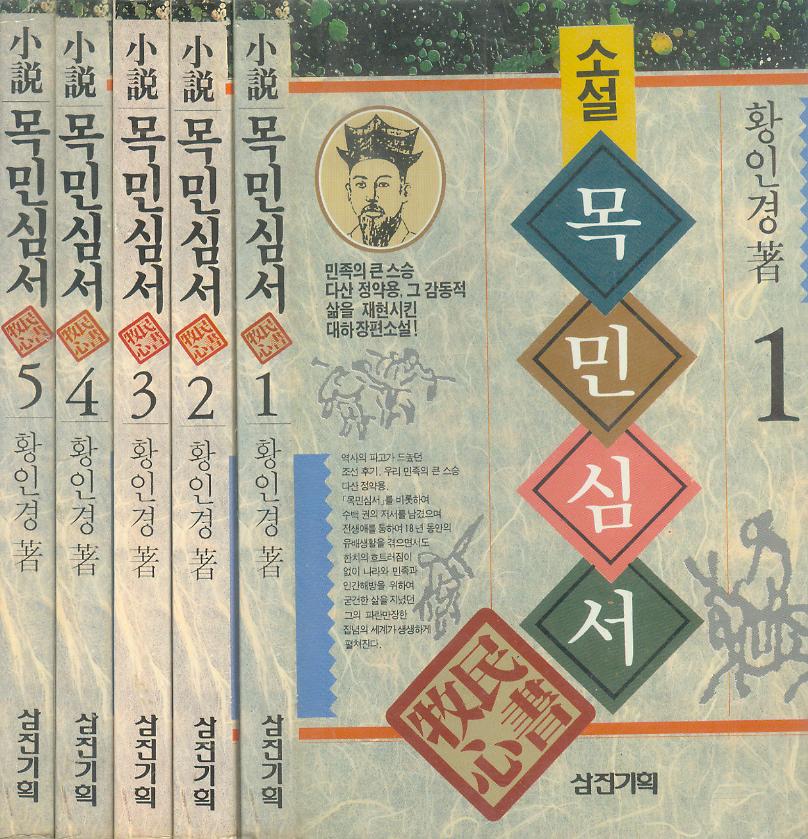 小説 목민심서
牧民心書
5
황인경 著
삼진기획
小説 목민심서
牧民心書
4
황인경 著
삼진기획
小説 목민심서
牧民心書
3
황인경 著
삼진기획
小説 목민심서
牧民心書
2
황인경 著
삼진기획
小説 목민심서
牧民心書
1
황인경 著
삼진기획
소설
목
민
심
서
황인경 著
1
민족의 큰 스승
다산 정약용, 그 감동적
삶을 재현시킨
대하장편소설!
역사의 파고가 드높던
조선 후기. 우리 민족의 큰 스승
다산 정약용.
「목민심서」를 비롯하여
수백 권의 저서를 남겼으며
전생애를 통하여 18년 동안의
유배생활을 겪으면서도
한치의 흐트러짐이
없이 나라와 민족과
인간해방을 위하여
굳건한 삶을 지녔던
그의 파란만장한
집념의 세계가 생생하게
펼쳐진다.
牧民心書
삼진기획